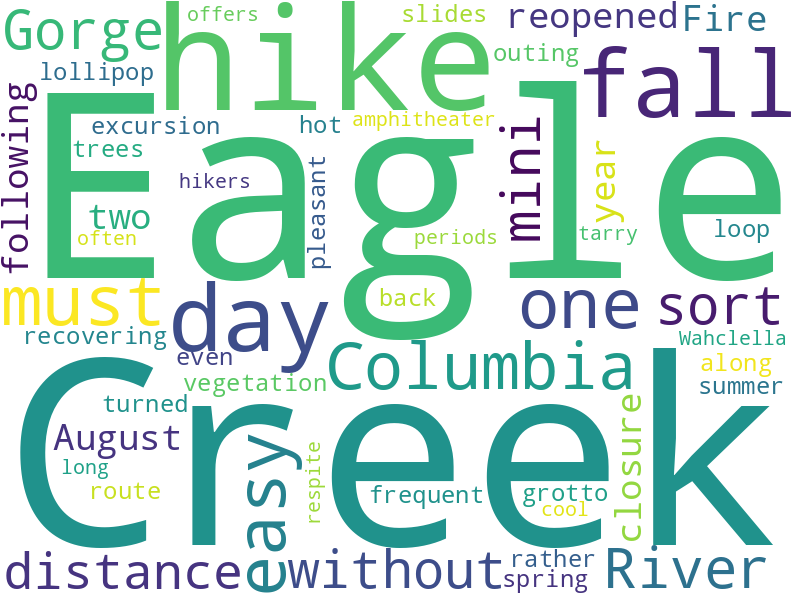 offers
slides
reopened
Fire
Gorge
hike
outing
fall
lollipop
following
excursion
hot
amphitheater
mini
trees
Eagle
hikers
pleasant
year
two
often
periods
tarry
loop
must
day
back
one
sort
recovering
even
Columbia
Wahclella
vegetation
along
summer
turned
Creek
August
easy
closure
long
respite
route
frequent
grotto
cool
distance
without
rather
spring
River